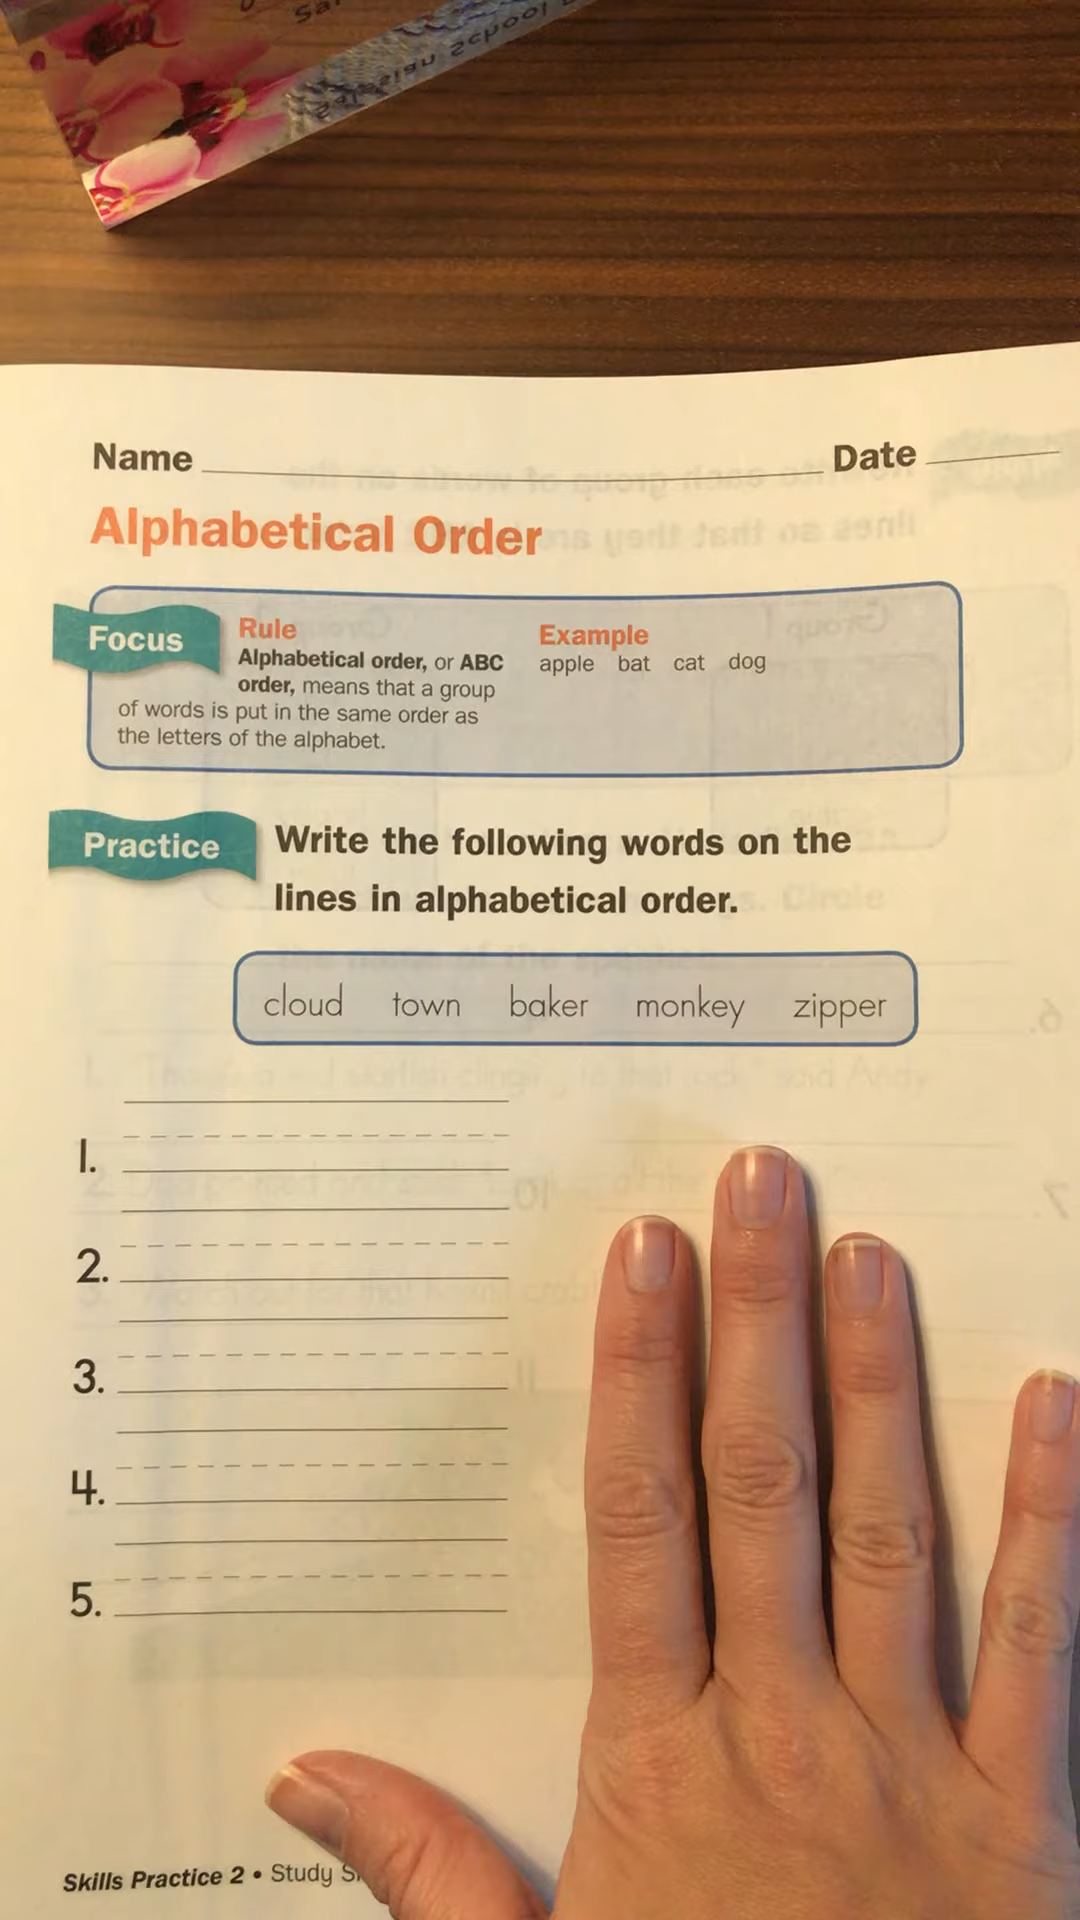 School
Name Date
Alphabetical Order
Focus
Rule
Alphabetical order, or ABC
order, means that a group
of words is put in the same order as
the letters of the alphabet.
Example
apple bat cat dog
Practice
Write the following words on the
lines in alphabetical order.
cloud town baker monkey zipper
1.
2.
3.
4.
5.
Skills Practice 2 • Study